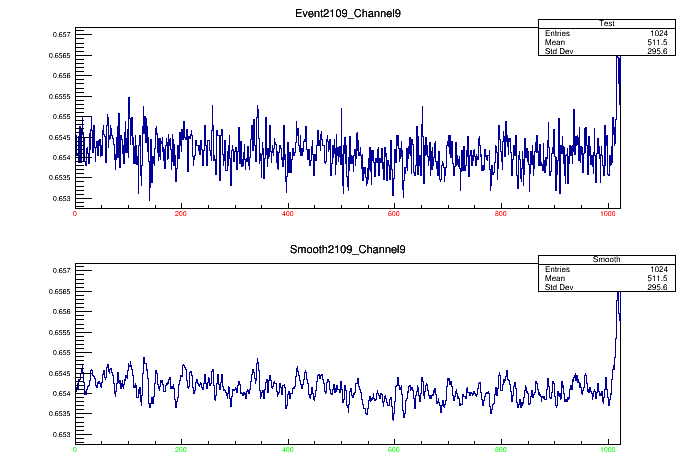 Event2109_Channel9
Test
Entries 1024
Mean 511.5
Std Dev 295.6
0.657
0.6565
0.656
0.6555
0.655
0.6545
0.654
0.6535
0.653
0 200 400 600 800 1000
Smooth2109_Channel9
Smooth
Entries 1024
Mean 511.5
Std Dev 295.6
0.657
0.6565
0.656
0.6555
0.655
0.6545
0.654
0.6535
0.653
0 200 400 600 800 1000